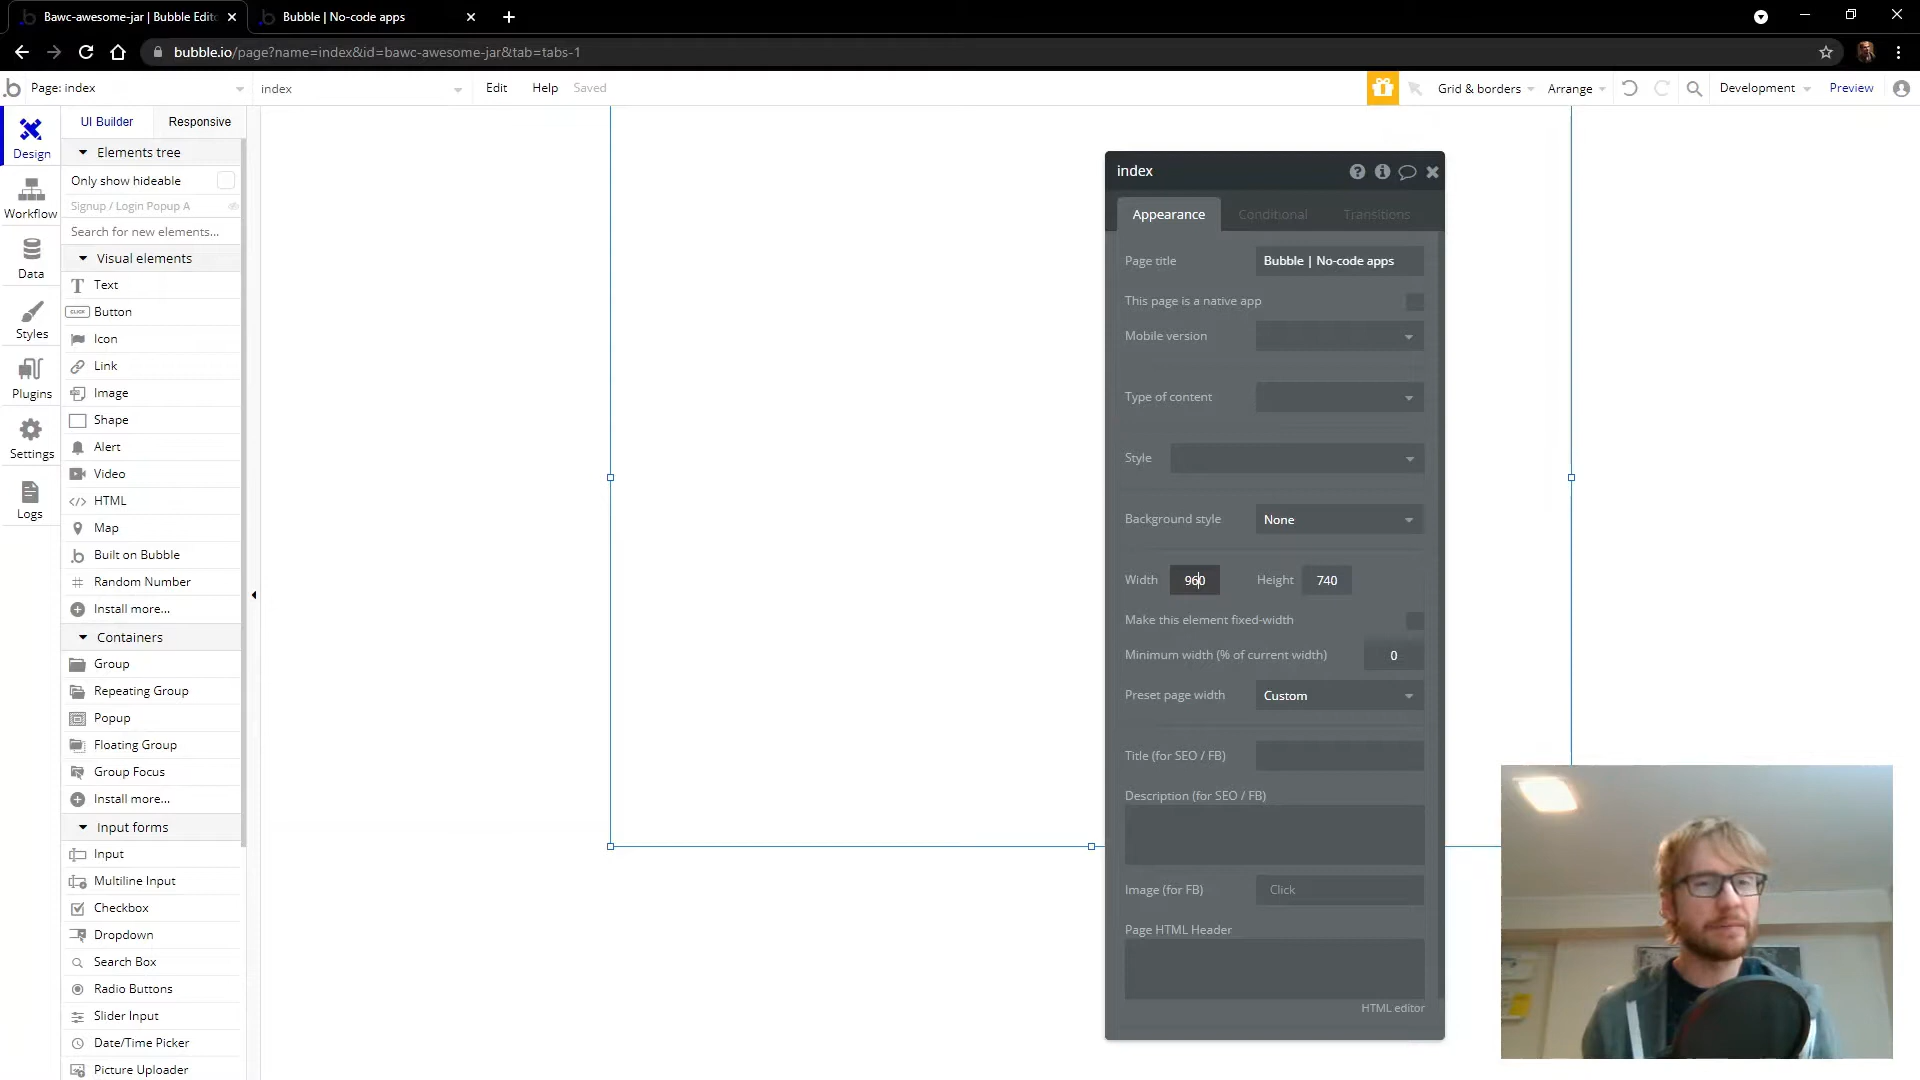 Bawc-awesome-jar | Bubble Edit
Bubble | No-code apps
bubble.io/page?name=index&id=bawc-awesome-jar&tab=tabs-1
Page: index
index
Edit
Help
Saved
Grid & borders
Arrange
Development
Preview
Design
Workflow
Data
Styles
Plugins
Settings
Logs
UI Builder
Responsive
Elements tree
Only show hideable
Signup / Login Popup A
Search for new elements...
Visual elements
Text
CLICK
Button
Icon
Link
Image
Shape
Alert
Video
HTML
Map
Built on Bubble
Random Number
Install more...
Containers
Group
Repeating Group
Popup
Floating Group
Group Focus
Install more...
Input forms
Input
Multiline Input
Checkbox
Dropdown
Search Box
Radio Buttons
Slider Input
Date/Time Picker
Picture Uploader
index
Appearance
Conditional
Transitions
Page title
Bubble | No-code apps
This page is a native app
Mobile version
Type of content
Style
Background style
None
Width
960
Height
740
Make this element fixed-width
Minimum width (% of current width)
0
Preset page width
Custom
Title (for SEO / FB)
Description (for SEO / FB)
Image (for FB)
Click
Page HTML Header
HTML editor